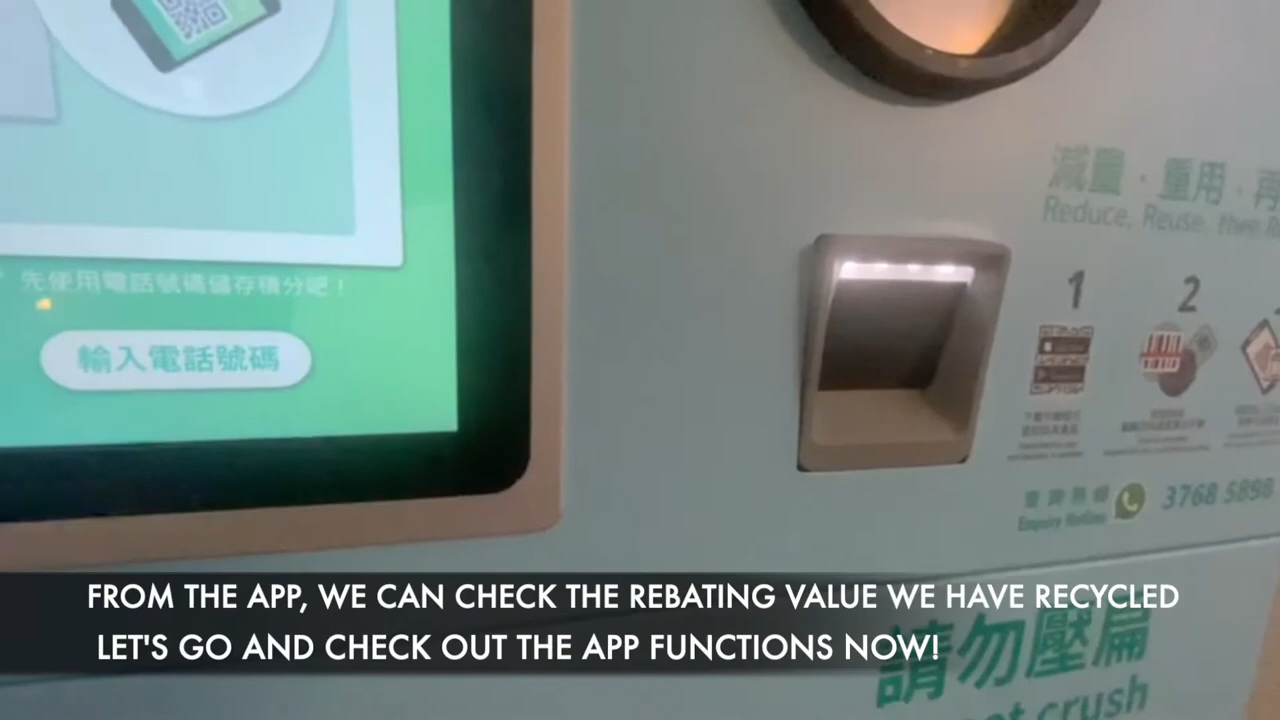 減量·重用·再
Reduce, Reuse, then R
先使用電話號碼儲存積分吧！
輸入電話號碼
1
2
查詢熱線
Enquiry Hotline
3768 5898
FROM THE APP, WE CAN CHECK THE REBATING VALUE WE HAVE RECYCLED
LET'S GO AND CHECK OUT THE APP FUNCTIONS NOW!
請勿壓扁
not crush